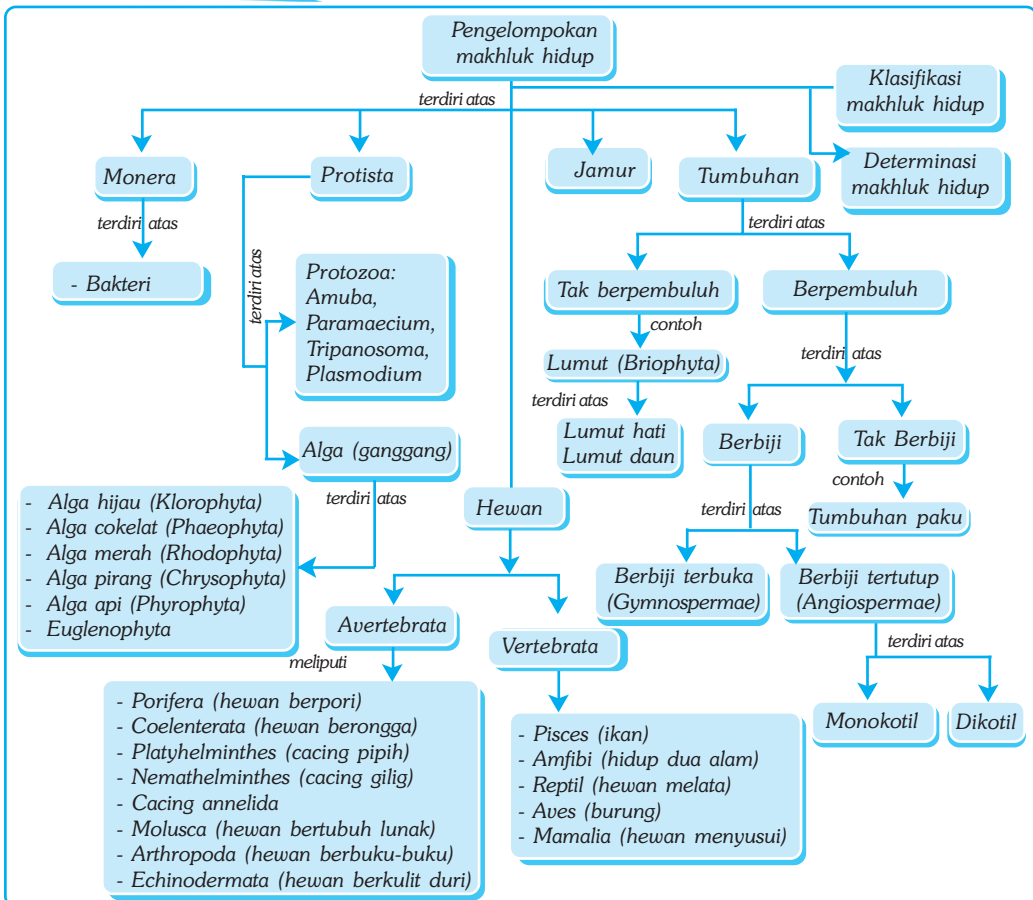 Pengelompokan
makhluk hidup
Klasifikasi
makhluk hidup
terdiri atas
Determinasi
makhluk hidup
Monera
Protista
Jamur
Tumbuhan
terdiri atas
- Bakteri
terdiri atas
Protozoa:
Amuba,
Paramaecium,
Tripanosoma,
Plasmodium
Alga (ganggang)
terdiri atas
- Alga hijau (Klorophyta)
- Alga cokelat (Phaeophyta)
- Alga merah (Rhodophyta)
- Alga pirang (Chrysophyta)
- Alga api (Phyrophyta)
- Euglenophyta
Hewan
Avertebrata
meliputi
- Porifera (hewan berpori)
- Coelenterata (hewan berongga)
- Platyhelminthes (cacing pipih)
- Nemathelminthes (cacing gilig)
- Cacing annelida
- Molusca (hewan bertubuh lunak)
- Arthropoda (hewan berbuku-buku)
- Echinodermata (hewan berkulit duri)
Vertebrata
- Pisces (ikan)
- Amfibi (hidup dua alam)
- Reptil (hewan melata)
- Aves (burung)
- Mamalia (hewan menyusui)
terdiri atas
Tak berpembuluh
contoh
Lumut (Briophyta)
terdiri atas
Lumut hati
Lumut daun
Berpembuluh
terdiri atas
Berbiji
Tak Berbiji
contoh
Tumbuhan paku
terdiri atas
Berbiji terbuka
(Gymnospermae)
Berbiji tertutup
(Angiospermae)
terdiri atas
Monokotil
Dikotil